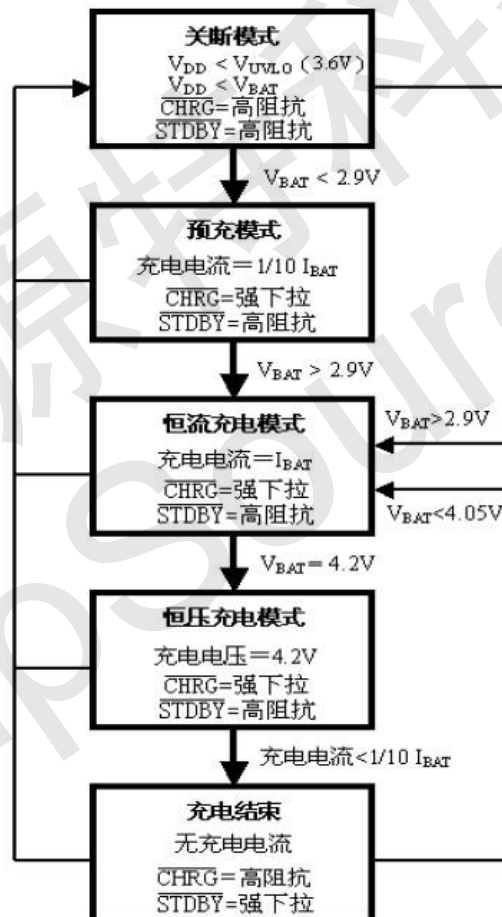 关断模式
VDD < VUVLO (3.6V)
VDD < VBAT
CHRG=高阻抗
STDBY=高阻抗
VBAT < 2.9V
预充模式
充电电流=1/10 IBAT
CHRG=强下拉
STDBY=高阻抗
VBAT > 2.9V
恒流充电模式
充电电流=IBAT
CHRG=强下拉
STDBY=高阻抗
VBAT>2.9V
VBAT<4.05V
VBAT=4.2V
恒压充电模式
充电电压=4.2V
CHRG=强下拉
STDBY=高阻抗
充电电流<1/10 IBAT
充电结束
无充电电流
CHRG=高阻抗
STDBY=强下拉
源特科
pSour